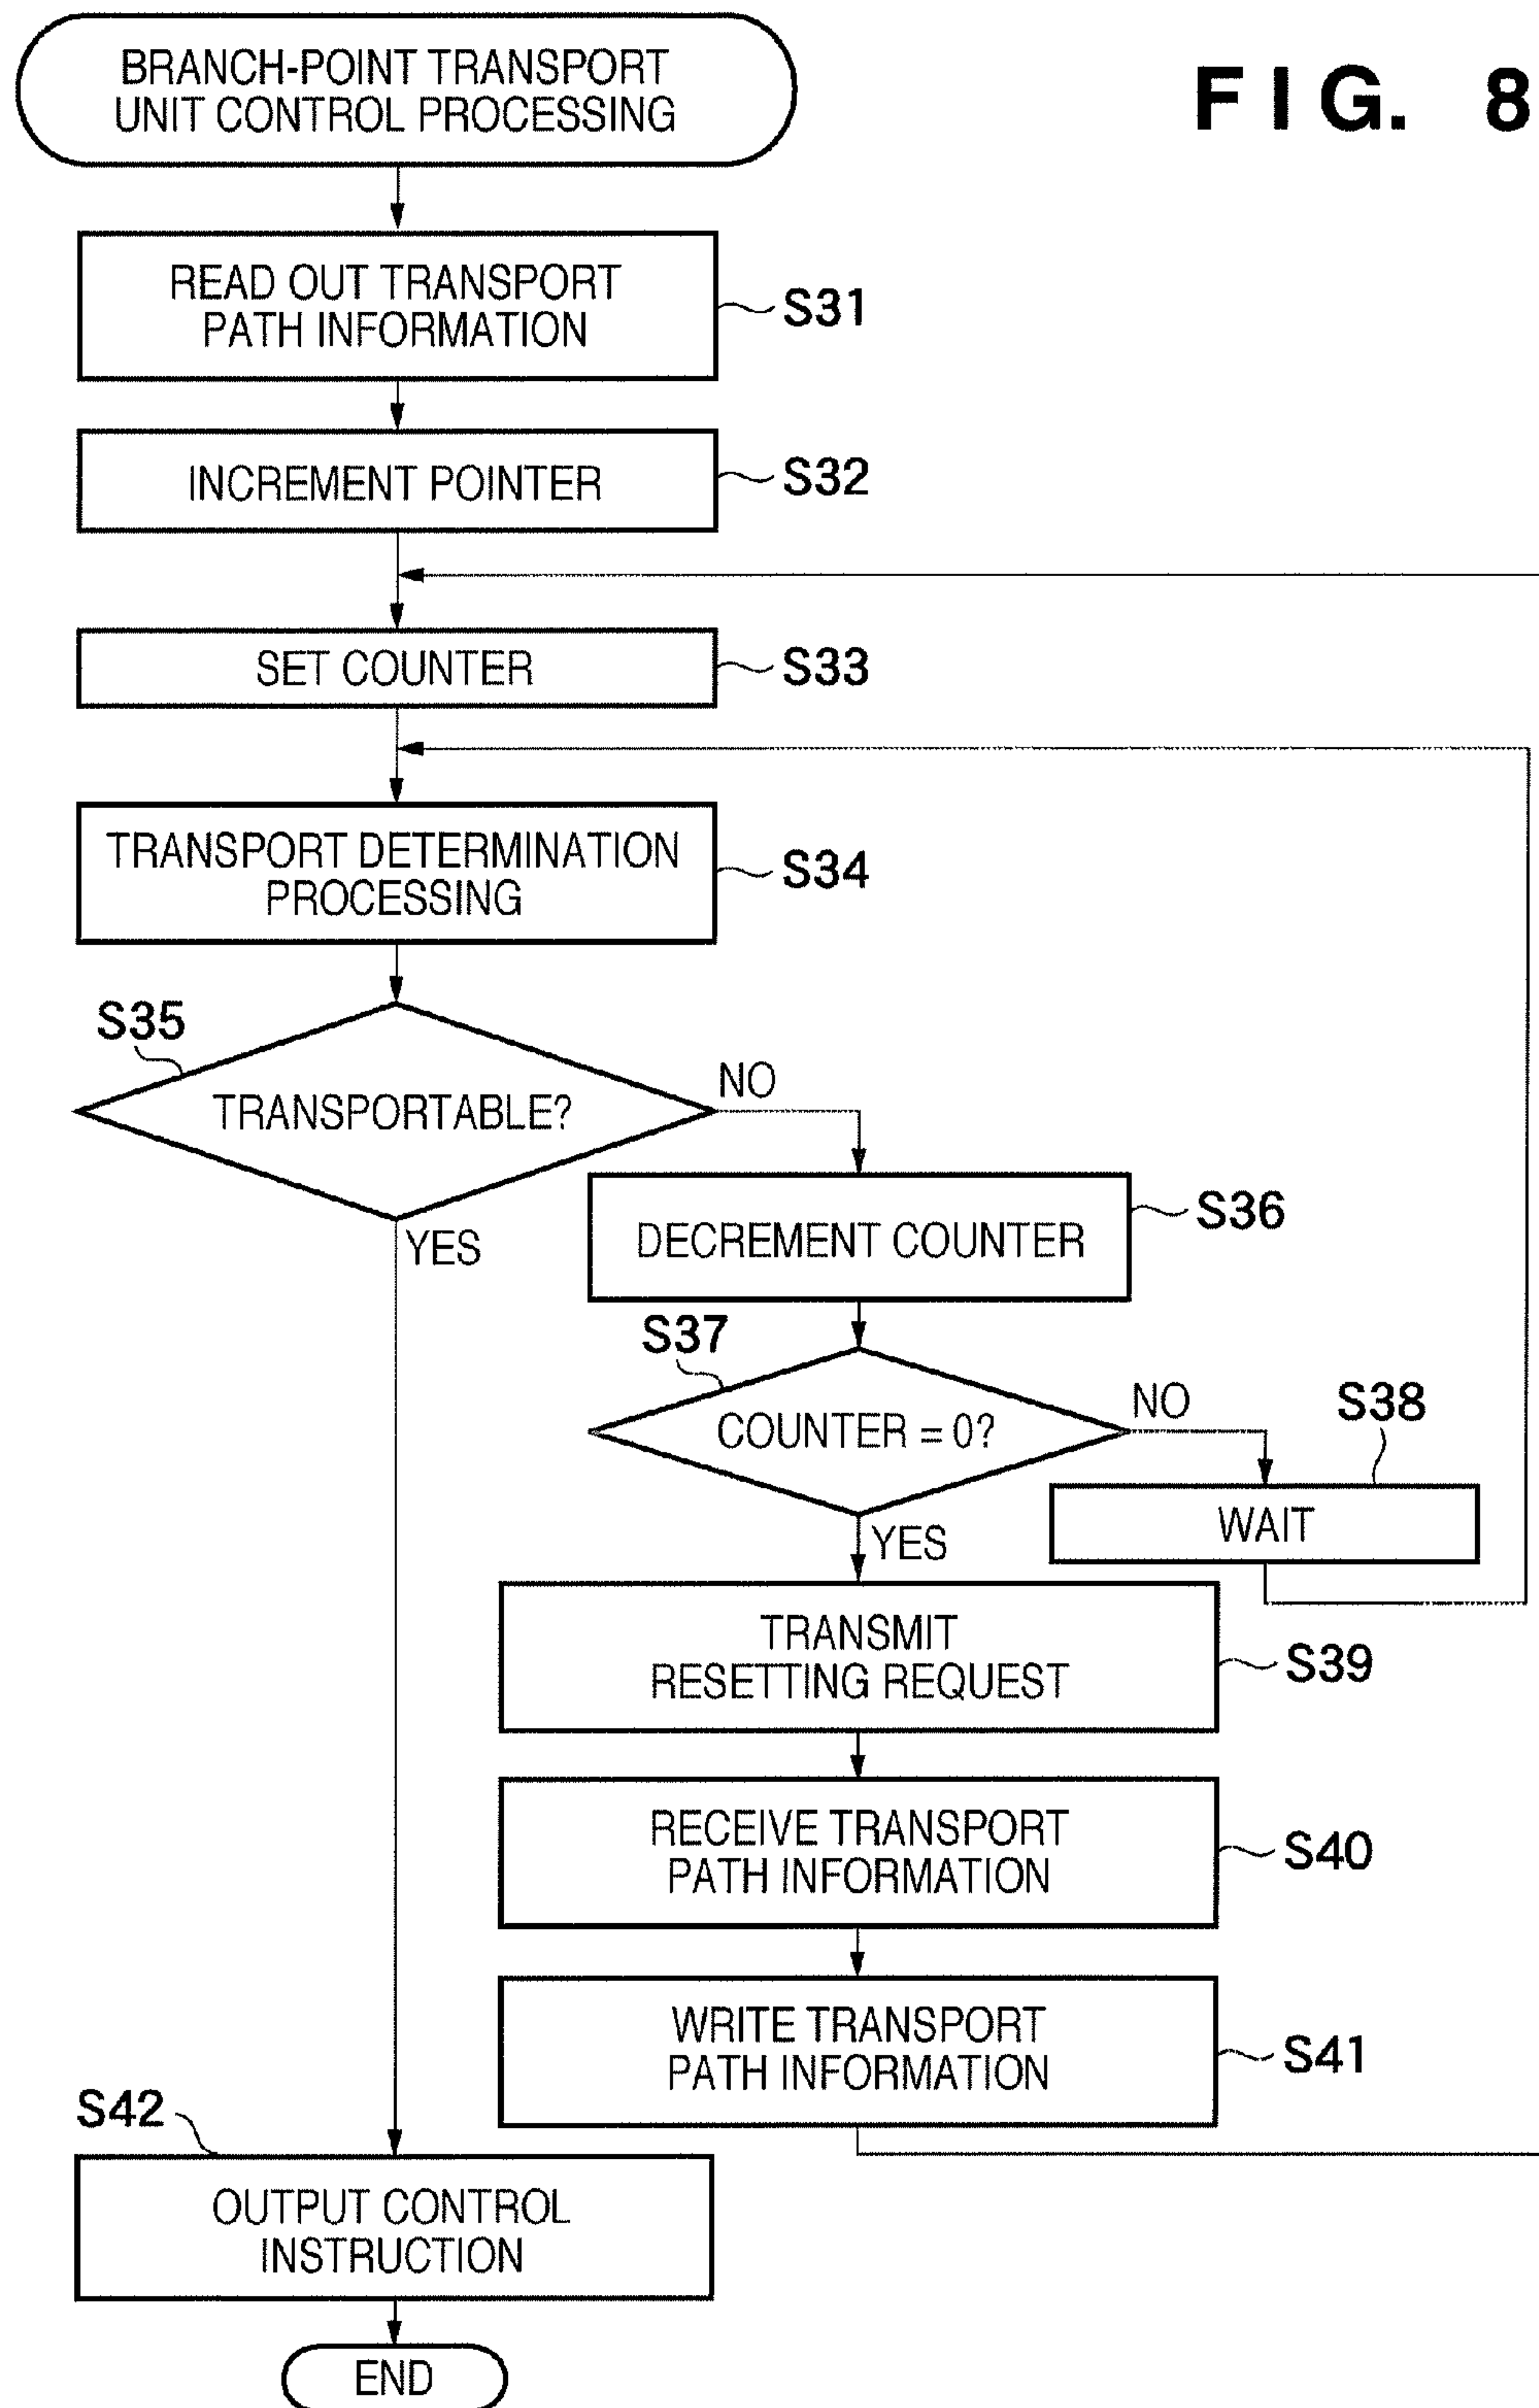 BRANCH-POINT TRANSPORT
UNIT CONTROL PROCESSING
FIG. 8
READ OUT TRANSPORT
PATH INFORMATION
S31
INCREMENT POINTER
S32
SET COUNTER
S33
TRANSPORT DETERMINATION
PROCESSING
S34
S35
TRANSPORTABLE?
NO
YES
DECREMENT COUNTER
S36
S37
COUNTER = 0?
NO
YES
S38
WAIT
TRANSMIT
RESETTING REQUEST
S39
RECEIVE TRANSPORT
PATH INFORMATION
S40
WRITE TRANSPORT
PATH INFORMATION
S41
S42
OUTPUT CONTROL
INSTRUCTION
END